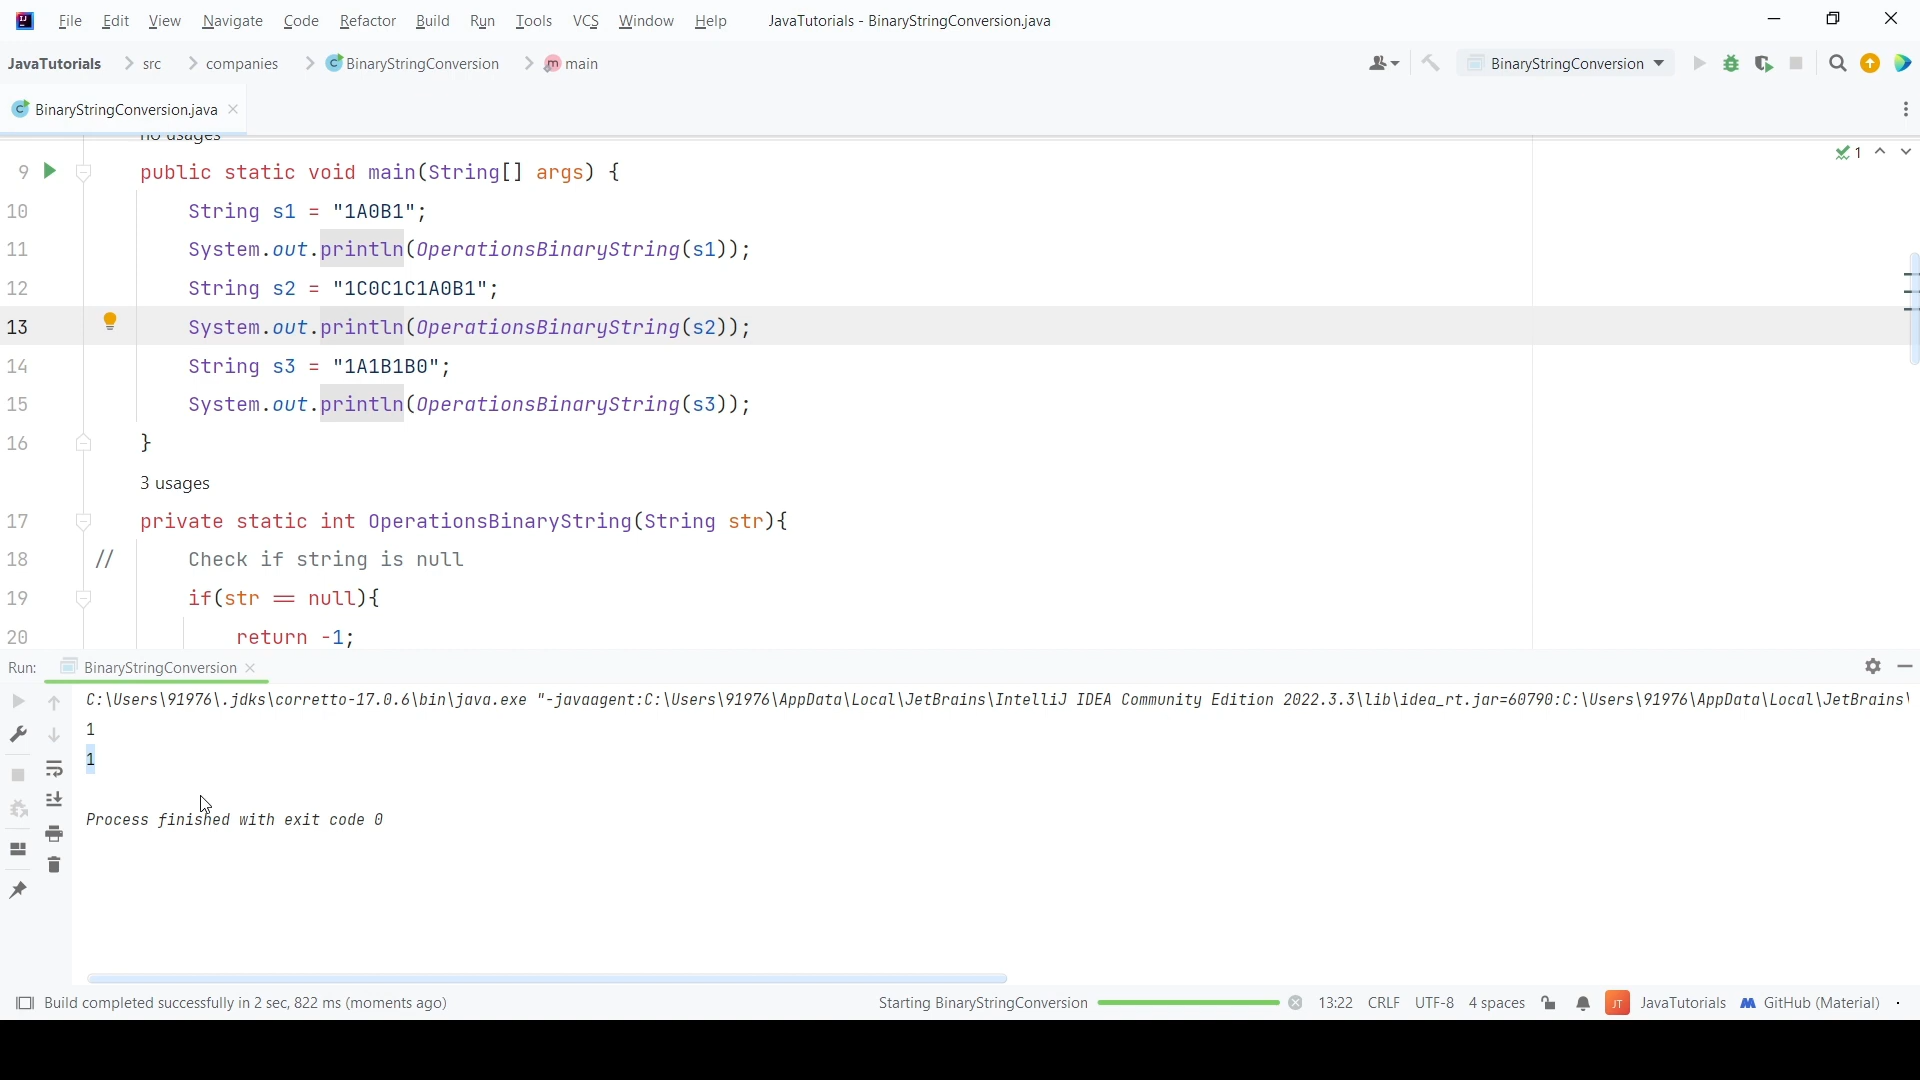 File Edit View Navigate Code Refactor Build Run Tools VCS Window Help JavaTutorials - BinaryStringConversion.java
JavaTutorials src companies BinaryStringConversion main BinaryStringConversion
BinaryStringConversion.java
no usages
9 public static void main(String[] args) {
1
10 String s1 = "1A0B1";
11 System.out.println(OperationsBinaryString(s1));
12 String s2 = "1C0C1C1A0B1";
13 System.out.println(OperationsBinaryString(s2));
14 String s3 = "1A1B1B0";
15 System.out.println(OperationsBinaryString(s3));
16 }
3 usages
17 private static int OperationsBinaryString(String str){
18 // Check if string is null
19 if(str == null){
20 return -1;
Run: BinaryStringConversion
C:\Users\91976\.jdks\corretto-17.0.6\bin\java.exe "-javaagent:C:\Users\91976\AppData\Local\JetBrains\IntelliJ IDEA Community Edition 2022.3.3\lib\idea_rt.jar=60790:C:\Users\91976\AppData\Local\JetBrains\
1
1
Process finished with exit code 0
Build completed successfully in 2 sec, 822 ms (moments ago) Starting BinaryStringConversion 13:22 CRLF UTF-8 4 spaces JT JavaTutorials GitHub (Material)